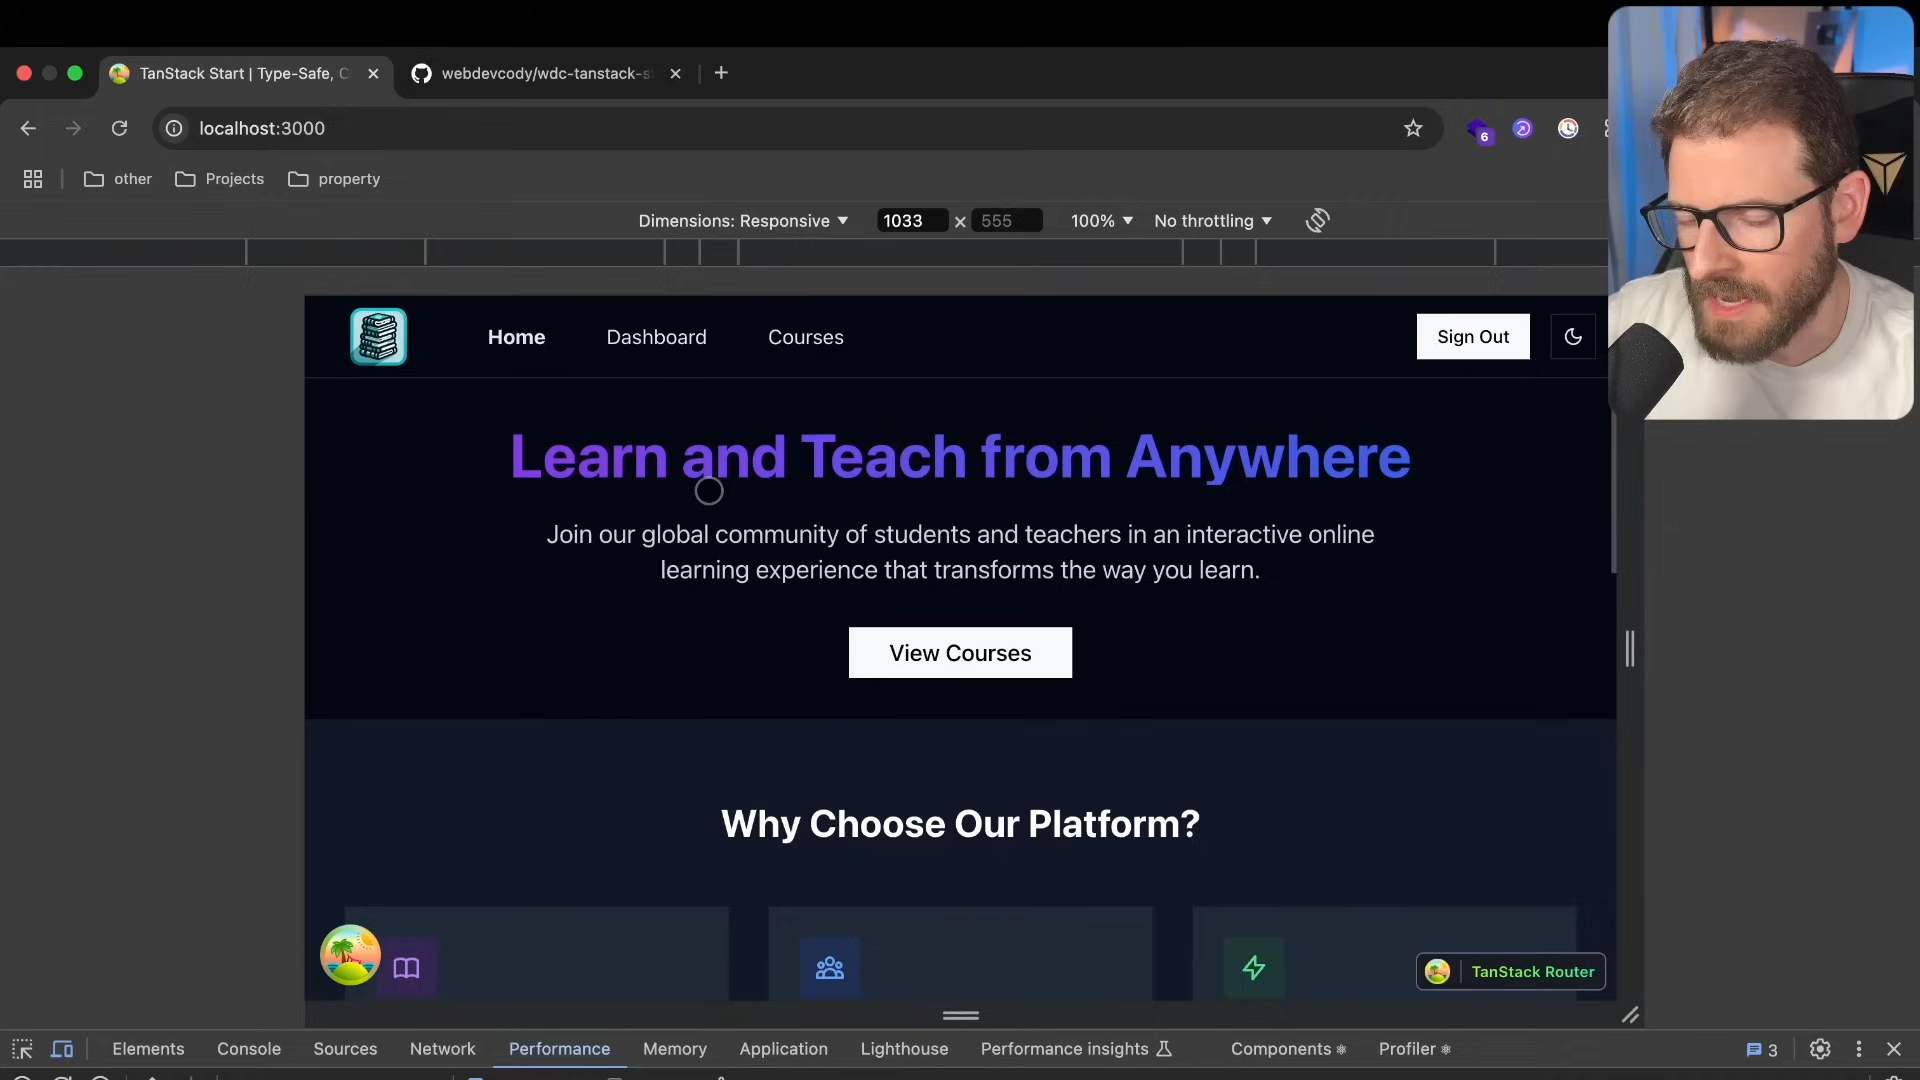 TanStack Start | Type-Safe, C
webdevcody/wdc-tanstack-s
localhost:3000
6
other
Projects
property
Dimensions: Responsive
1033
555
100%
No throttling
Home
Dashboard
Courses
Sign Out
Learn and Teach from Anywhere
Join our global community of students and teachers in an interactive online
learning experience that transforms the way you learn.
View Courses
Why Choose Our Platform?
TanStack Router
Elements
Console
Sources
Network
Performance
Memory
Application
Lighthouse
Performance insights
Components
Profiler
3